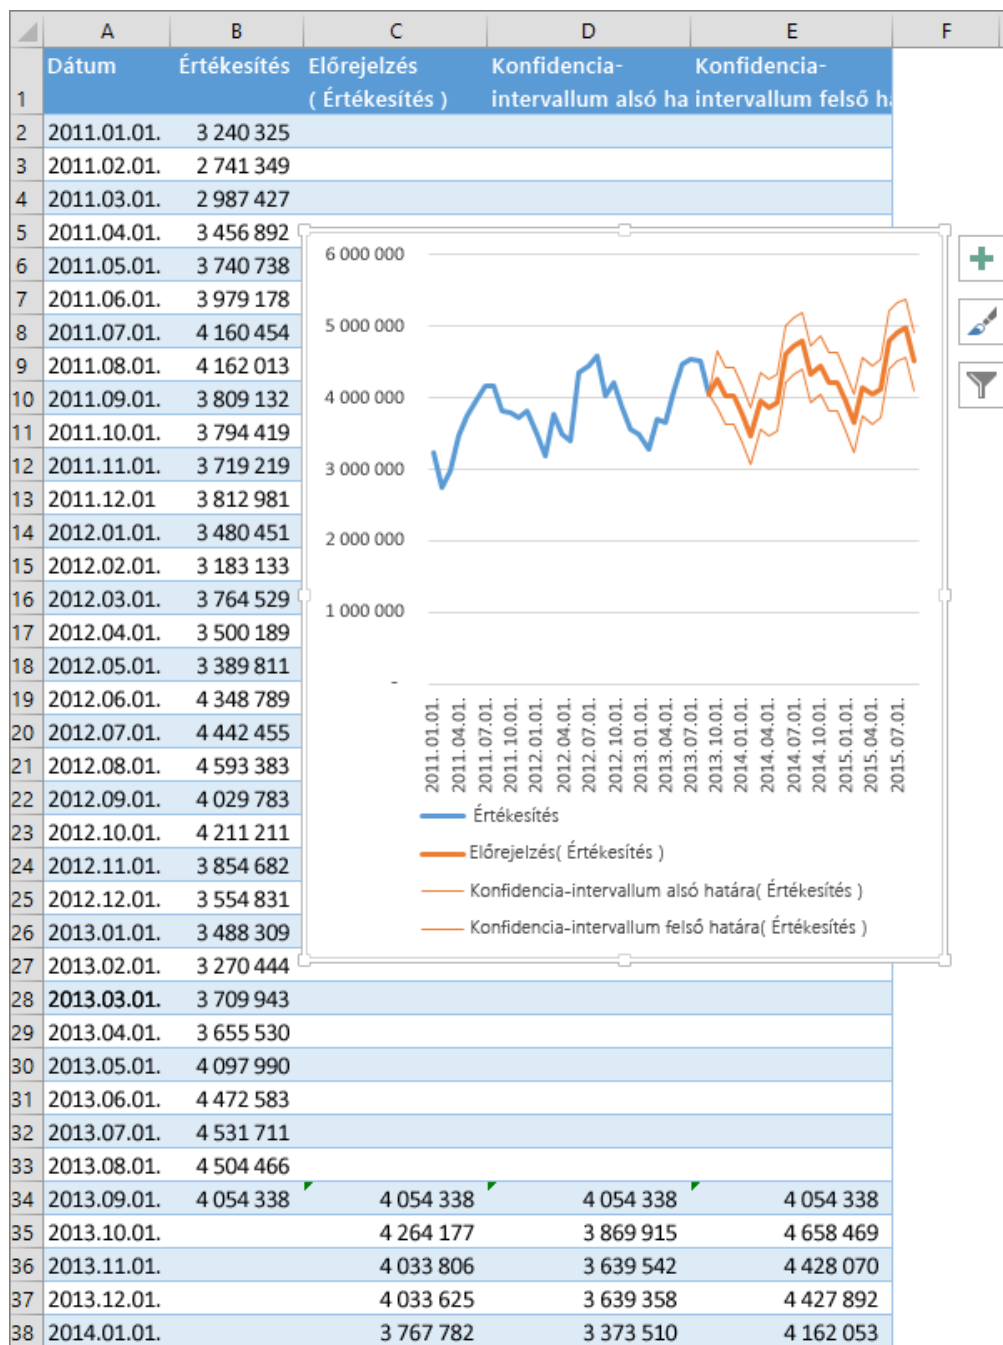 A B C D E F
1 Dátum Értékesítés Előrejelzés ( Értékesítés ) Konfidencia- intervallum alsó ha Konfidencia- intervallum felső h
2 2011.01.01. 3 240 325
3 2011.02.01. 2 741 349
4 2011.03.01. 2 987 427
5 2011.04.01. 3 456 892
6 2011.05.01. 3 740 738
7 2011.06.01. 3 979 178
8 2011.07.01. 4 160 454
9 2011.08.01. 4 162 013
10 2011.09.01. 3 809 132
11 2011.10.01. 3 794 419
12 2011.11.01. 3 719 219
13 2011.12.01 3 812 981
14 2012.01.01. 3 480 451
15 2012.02.01. 3 183 133
16 2012.03.01. 3 764 529
17 2012.04.01. 3 500 189
18 2012.05.01. 3 389 811
19 2012.06.01. 4 348 789
20 2012.07.01. 4 442 455
21 2012.08.01. 4 593 383
22 2012.09.01. 4 029 783
23 2012.10.01. 4 211 211
24 2012.11.01. 3 854 682
25 2012.12.01. 3 554 831
26 2013.01.01. 3 488 309
27 2013.02.01. 3 270 444
28 2013.03.01. 3 709 943
29 2013.04.01. 3 655 530
30 2013.05.01. 4 097 990
31 2013.06.01. 4 472 583
32 2013.07.01. 4 531 711
33 2013.08.01. 4 504 466
34 2013.09.01. 4 054 338 4 054 338 4 054 338 4 054 338
35 2013.10.01. 4 264 177 3 869 915 4 658 469
36 2013.11.01. 4 033 806 3 639 542 4 428 070
37 2013.12.01. 4 033 625 3 639 358 4 427 892
38 2014.01.01. 3 767 782 3 373 510 4 162 053
6 000 000
5 000 000
4 000 000
3 000 000
2 000 000
1 000 000
-
2011.01.01.
2011.04.01.
2011.07.01.
2011.10.01.
2012.01.01.
2012.04.01.
2012.07.01.
2012.10.01.
2013.01.01.
2013.04.01.
2013.07.01.
2013.10.01.
2014.01.01.
2014.04.01.
2014.07.01.
2014.10.01.
2015.01.01.
2015.04.01.
2015.07.01.
Értékesítés
Előrejelzés( Értékesítés )
Konfidencia-intervallum alsó határa( Értékesítés )
Konfidencia-intervallum felső határa( Értékesítés )